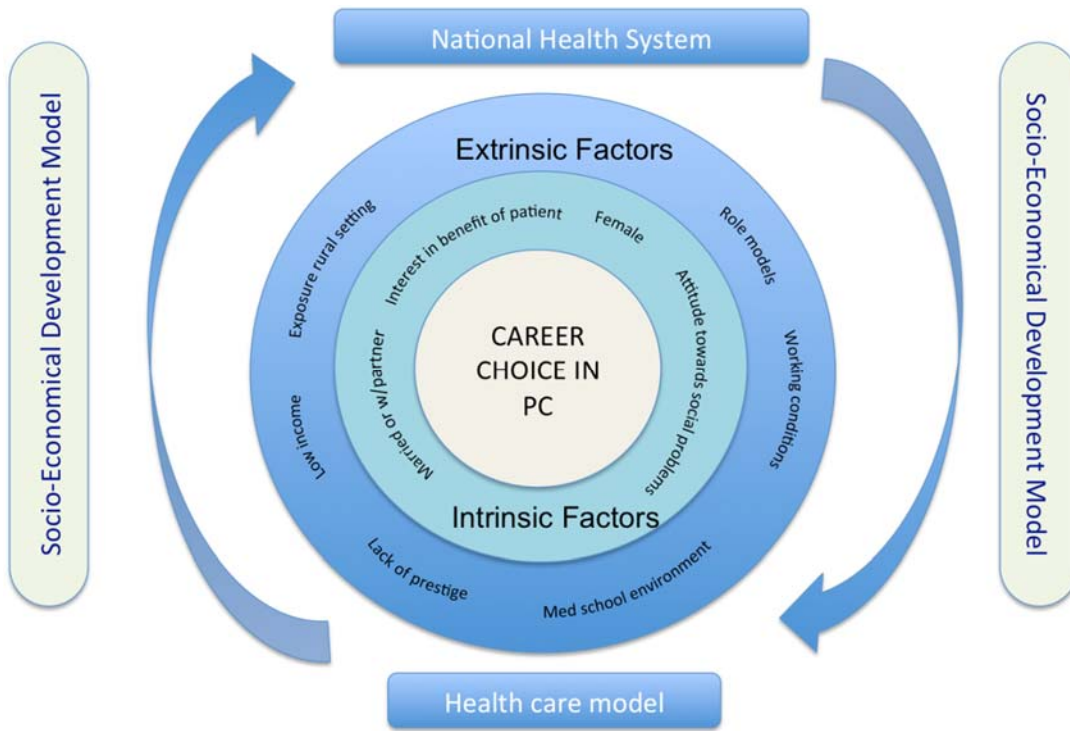 National Health System
Socio-Economical Development Model
Socio-Economical Development Model
Extrinsic Factors
Exposure rural setting
Role models
Low income
Working conditions
Lack of prestige
Med school environment
Interest in benefit of patient
Female
Married or w/partner
Attitude towards social problems
Intrinsic Factors
CAREER
CHOICE IN
PC
Health care model